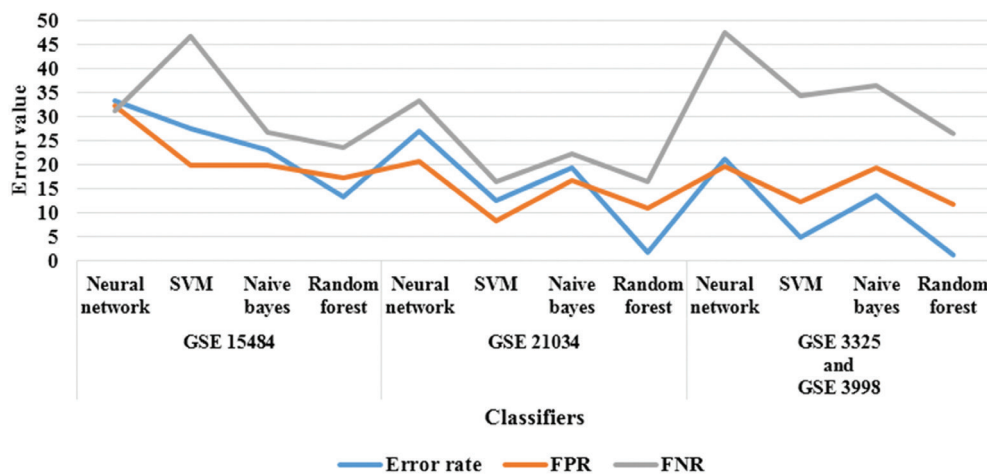 50
45
40
35
30
25
20
15
10
5
0
Error value
Neural network
SVM
Naive bayes
Random forest
Neural network
SVM
Naive bayes
Random forest
Neural network
SVM
Naive bayes
Random forest
GSE 15484
GSE 21034
GSE 3325
and
GSE 3998
Classifiers
Error rate FPR FNR